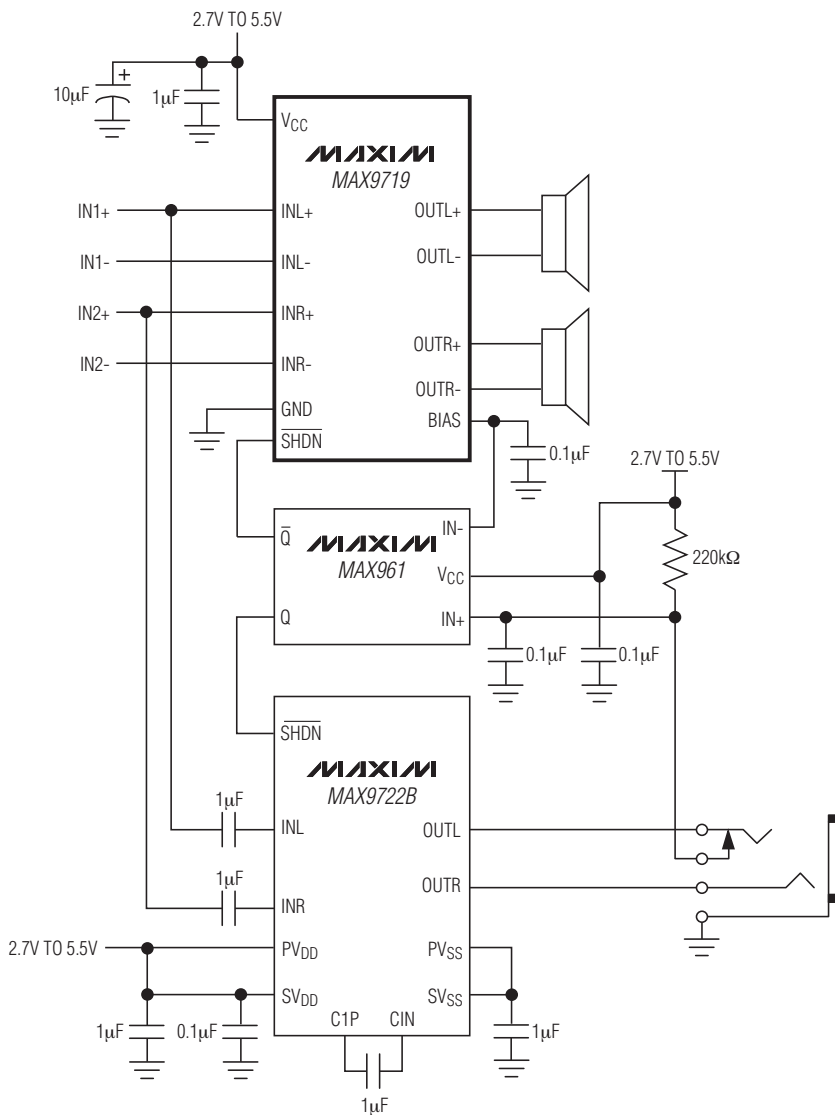 2.7V TO 5.5V
10µF
+
1µF
VCC
MAXIM
MAX9719
IN1+
INL+
OUTL+
IN1-
INL-
OUTL-
IN2+
INR+
OUTR+
IN2-
INR-
OUTR-
GND
BIAS
SHDN
0.1µF
2.7V TO 5.5V
Q̅
MAXIM
MAX961
IN-
VCC
220kΩ
Q
IN+
0.1µF
0.1µF
SHDN
MAXIM
MAX9722B
1µF
INL
OUTL
1µF
INR
OUTR
2.7V TO 5.5V
PVDD
PVSS
SVDD
SVSS
1µF
0.1µF
C1P
CIN
1µF
1µF